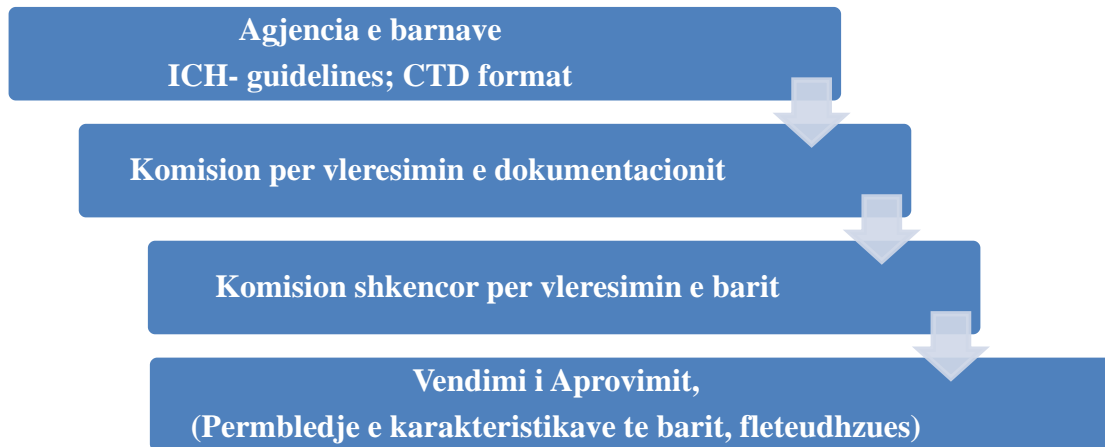 Agjencia e barnave
ICH- guidelines; CTD format
Komision per vleresimin e dokumentacionit
Komision shkencor per vleresimin e barit
Vendimi i Aprovimit,
(Permbledje e karakteristikave te barit, fleteudhzues)